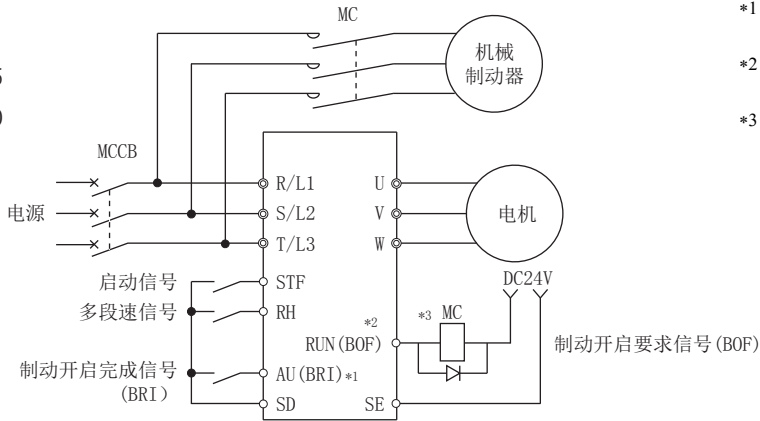 MC
*1
机械
制动器
*2
*3
MCCB
R/L1
U
电源
S/L2
V
电机
T/L3
W
启动信号
STF
DC24V
多段速信号
RH
*2
*3 MC
RUN(BOF)
制动开启要求信号(BOF)
制动开启完成信号
(BRI)
AU(BRI)*1
SD
SE